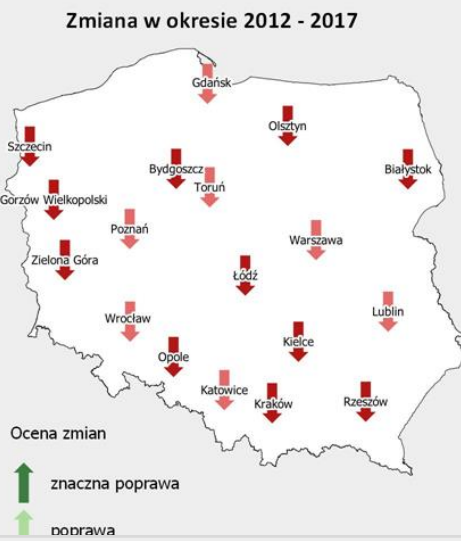 Zmiana w okresie 2012 - 2017
Gdańsk
Olsztyn
Szczecin
Bydgoszcz
Białystok
Toruń
Gorzów Wielkopolski
Poznań
Warszawa
Zielona Góra
Łódź
Lublin
Wrocław
Kielce
Opole
Katowice
Kraków
Rzeszów
Ocena zmian
znaczna poprawa
poprawa